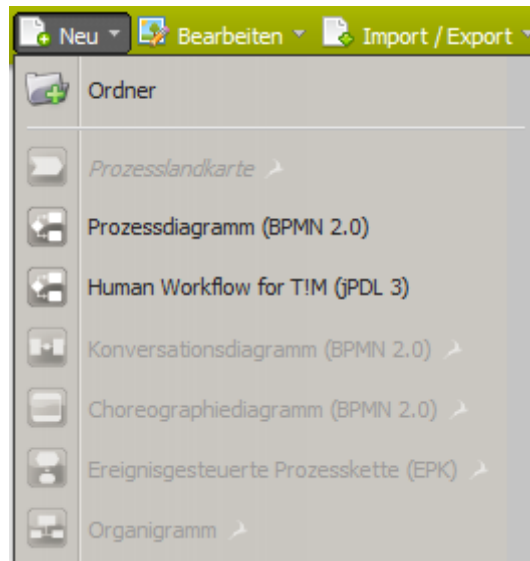 Neu Bearbeiten Import / Export
Ordner
Prozesslandkarte
Prozessdiagramm (BPMN 2.0)
Human Workflow for T!M (jPDL 3)
Konversationsdiagramm (BPMN 2.0)
Choreographiediagramm (BPMN 2.0)
Ereignisgesteuerte Prozesskette (EPK)
Organigramm